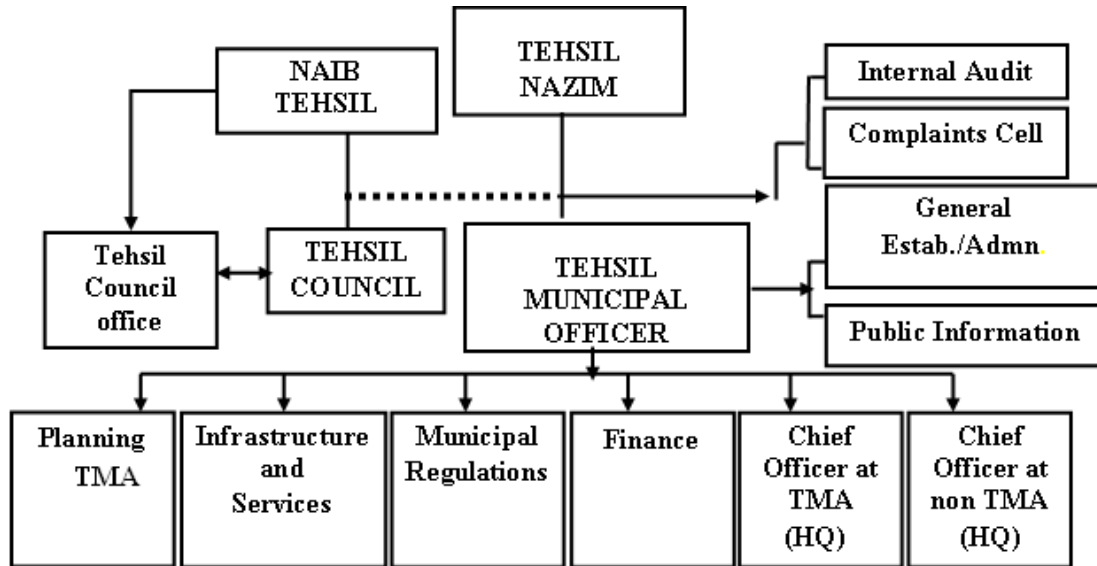 NAIB
TEHSIL
TEHSIL
NAZIM
Internal Audit
Complaints Cell
General
Estab./Admn.
Public Information
Tehsil
Council
office
TEHSIL
COUNCIL
TEHSIL
MUNICIPAL
OFFICER
Planning
TMA
Infrastructure
and
Services
Municipal
Regulations
Finance
Chief
Officer at
TMA
(HQ)
Chief
Officer at
non TMA
(HQ)